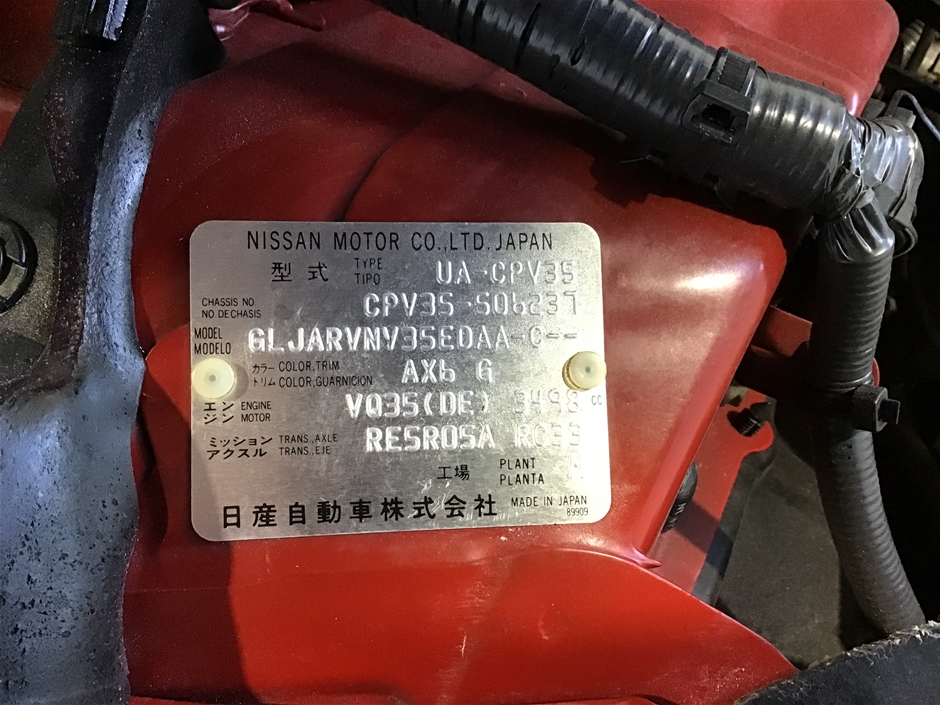 NISSAN MOTOR CO.,LTD.JAPAN
型式 TYPE TIPO UA-CPV35
CHASSIS NO NO DE CHASIS CPV35-506237
MODEL MODELO GLJARVNV35EDAA-C--
カラー トリム COLOR,TRIM COLOR,GUARNICION AX6 G
エンジン ENGINE MOTOR VQ35(DE) 3498 CC
ミッション アクスル TRANS.,AXLE TRANS.,EJE RE5R05A RC33
工場 PLANT PLANTA
日産自動車株式会社 MADE IN JAPAN
89909